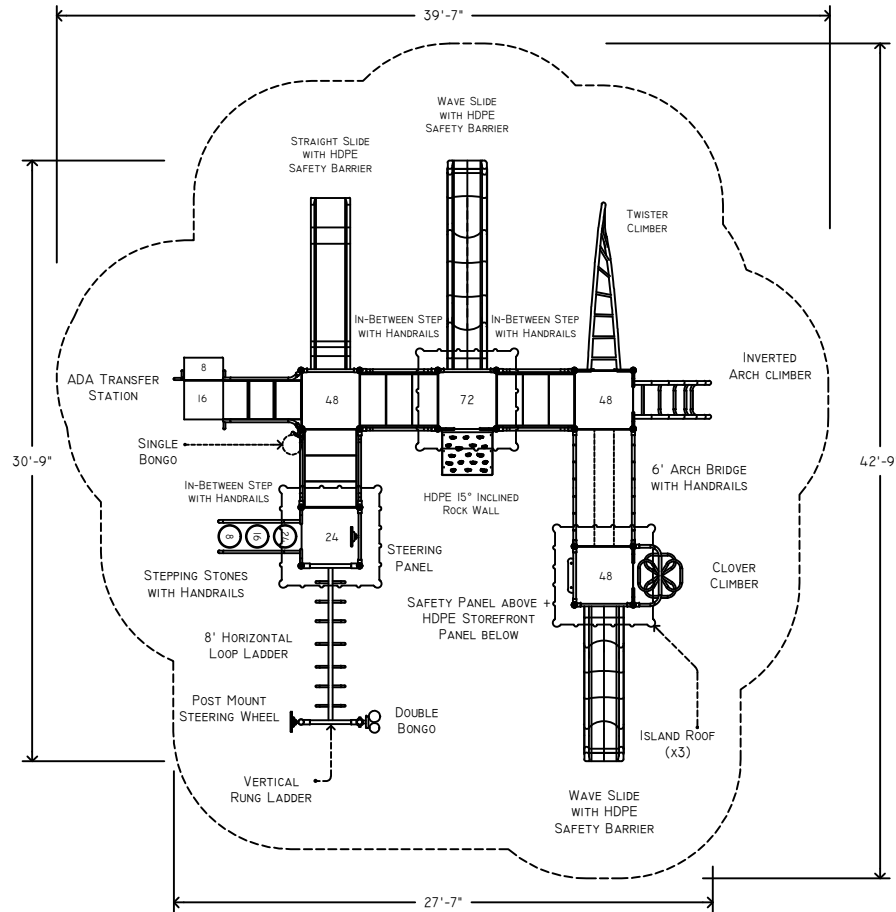 39'-7"
WAVE SLIDE
WITH HDPE
SAFETY BARRIER
STRAIGHT SLIDE
WITH HDPE
SAFETY BARRIER
TWISTER
CLIMBER
IN-BETWEEN STEP
WITH HANDRAILS
IN-BETWEEN STEP
WITH HANDRAILS
INVERTED
ARCH CLIMBER
ADA TRANSFER
STATION
8
16
48
72
48
SINGLE
BONGO
30'-9"
42'-9
6' ARCH BRIDGE
WITH HANDRAILS
IN-BETWEEN STEP
WITH HANDRAILS
HDPE 15° INCLINED
ROCK WALL
8
16
24
24
STEERING
PANEL
48
CLOVER
CLIMBER
STEPPING STONES
WITH HANDRAILS
SAFETY PANEL ABOVE +
HDPE STOREFRONT
PANEL BELOW
8' HORIZONTAL
LOOP LADDER
POST MOUNT
STEERING WHEEL
DOUBLE
BONGO
ISLAND ROOF
(X3)
VERTICAL
RUNG LADDER
WAVE SLIDE
WITH HDPE
SAFETY BARRIER
27'-7"